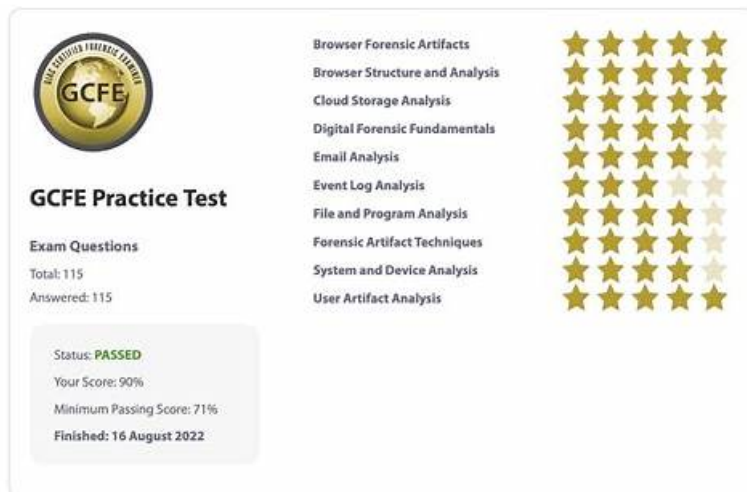 GIAC CERTIFIED FORENSIC EXAMINER
GCFE
GCFE Practice Test
Exam Questions
Total: 115
Answered: 115
Status: PASSED
Your Score: 90%
Minimum Passing Score: 71%
Finished: 16 August 2022
Browser Forensic Artifacts
Browser Structure and Analysis
Cloud Storage Analysis
Digital Forensic Fundamentals
Email Analysis
Event Log Analysis
File and Program Analysis
Forensic Artifact Techniques
System and Device Analysis
User Artifact Analysis